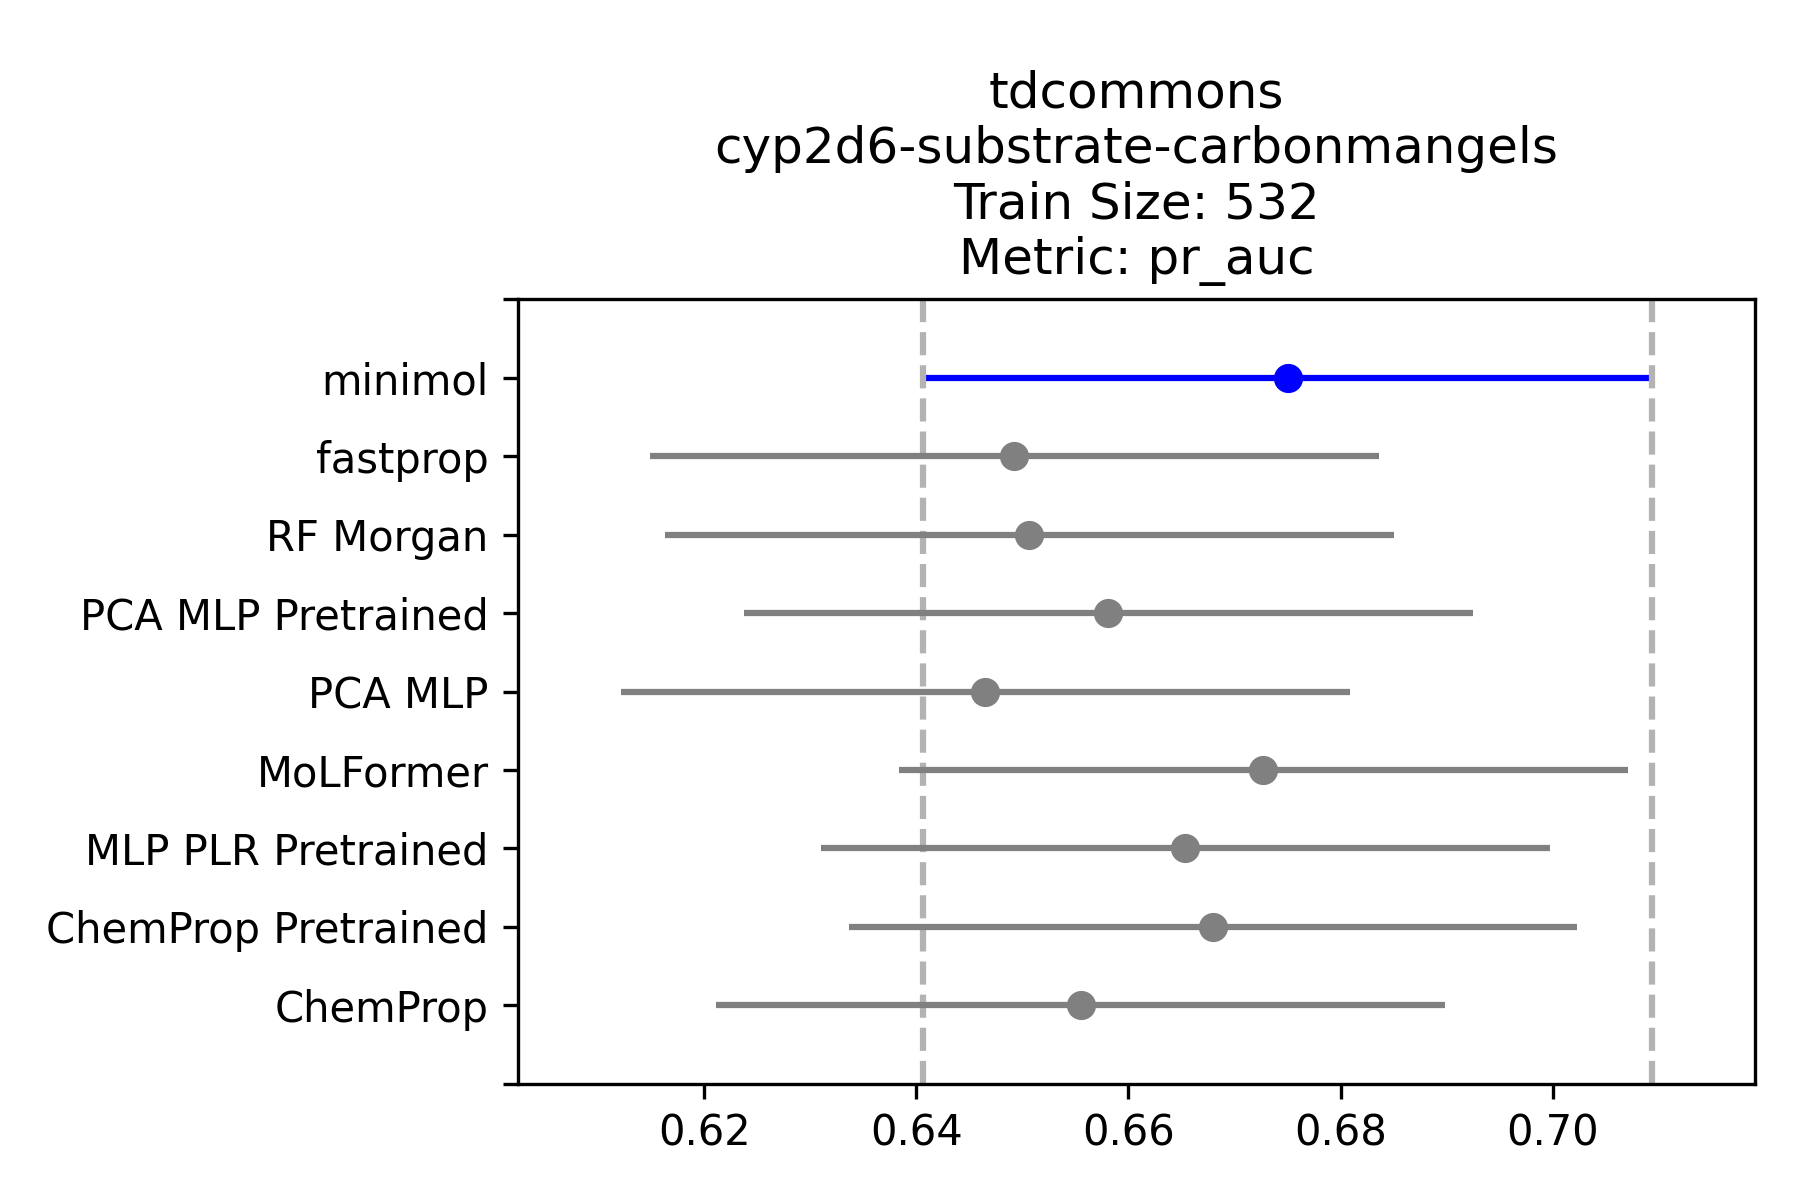 tdcommons
cyp2d6-substrate-carbonmangels
Train Size: 532
Metric: pr_auc
minimol
fastprop
RF Morgan
PCA MLP Pretrained
PCA MLP
MoLFormer
MLP PLR Pretrained
ChemProp Pretrained
ChemProp
0.62 0.64 0.66 0.68 0.70